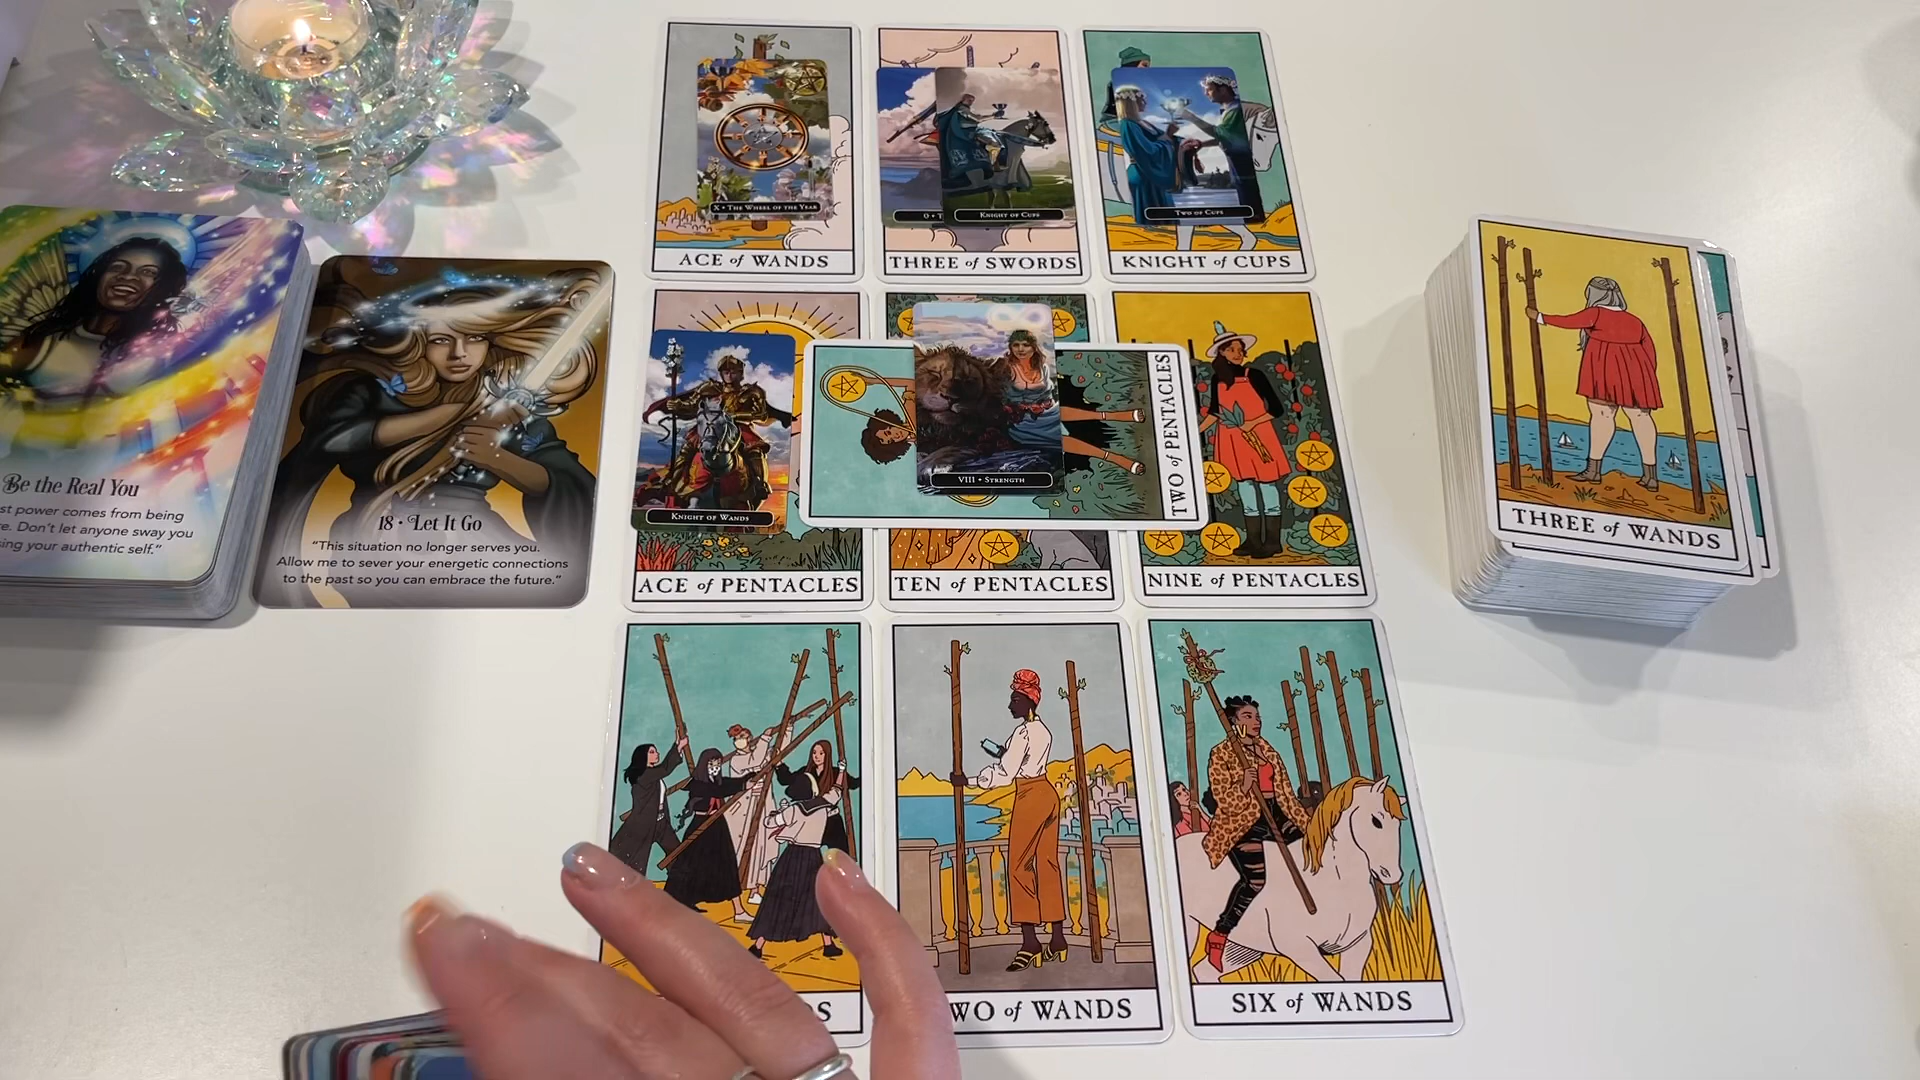 X • The Wheel of the Year
ACE of WANDS
Knight of Cups
THREE of SWORDS
Two of Cups
KNIGHT of CUPS
Be the Real You
st power comes from being
re. Don't let anyone sway you
ing your authentic self."
18 • Let It Go
"This situation no longer serves you.
Allow me to sever your energetic connections
to the past so you can embrace the future."
Knight of Wands
ACE of PENTACLES
VIII • Strength
TWO of PENTACLES
TEN of PENTACLES
NINE of PENTACLES
THREE of WANDS
DS
WO of WANDS
SIX of WANDS